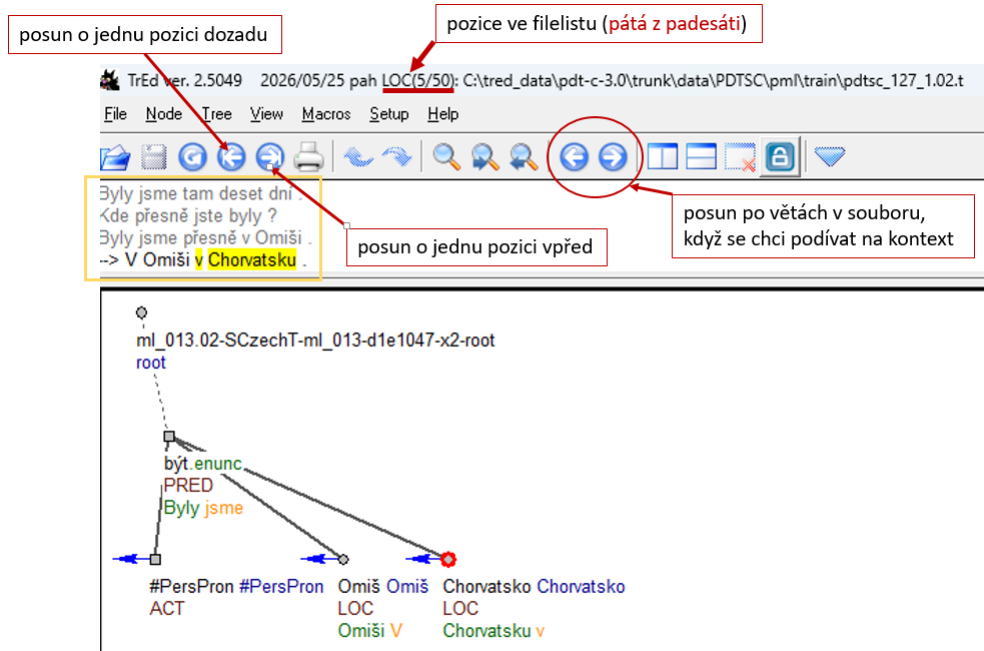 posun o jednu pozici dozadu
pozice ve filelistu (pátá z padesáti)
TrEd ver. 2.5049 2026/05/25 pah LOC(5/50): C:\tred_data\pdt-c-3.0\trunk\data\PDTSC\pml\train\pdtsc_127_1.02.t
File Node Tree View Macros Setup Help
Byly jsme tam deset dní .
Kde přesně jste byly ?
Byly jsme přesně v Omiši .
--> V Omiši v Chorvatsku .
posun o jednu pozici vpřed
posun po větách v souboru,
když se chci podívat na kontext
ml_013.02-SCzechT-ml_013-d1e1047-x2-root
root
být.enunc
PRED
Byly jsme
#PersPron #PersPron Omiš Omiš Chorvatsko Chorvatsko
ACT LOC LOC
Omiši V Chorvatsku v